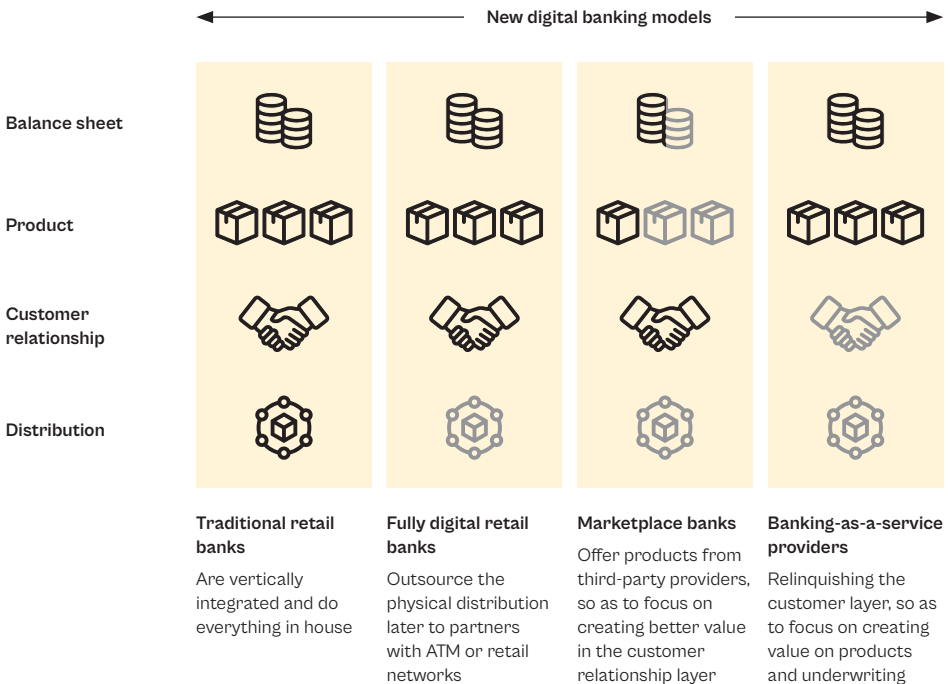 New digital banking models
Balance sheet
Product
Customer
relationship
Distribution
Traditional retail
banks
Are vertically
integrated and do
everything in house
Fully digital retail
banks
Outsource the
physical distribution
later to partners
with ATM or retail
networks
Marketplace banks
Offer products from
third-party providers,
so as to focus on
creating better value
in the customer
relationship layer
Banking-as-a-service
providers
Relinquishing the
customer layer, so as
to focus on creating
value on products
and underwriting